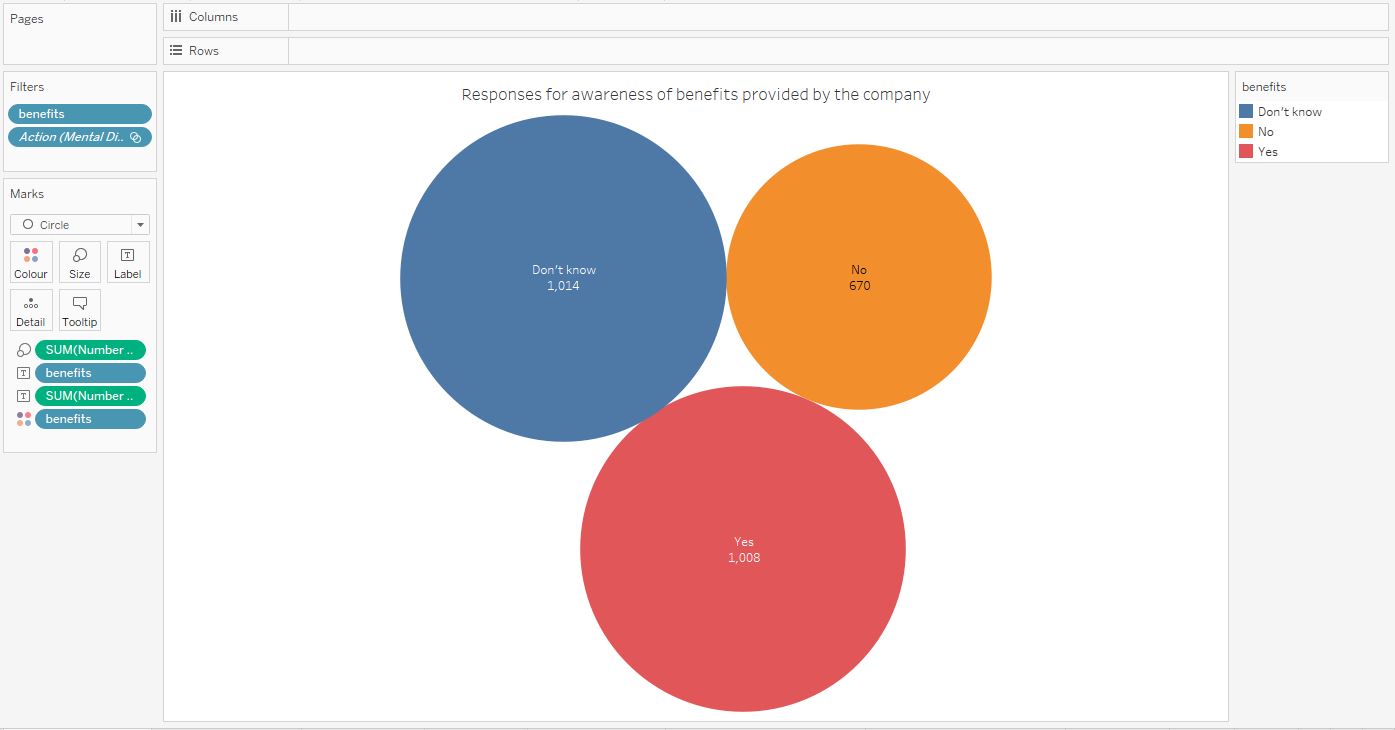 Pages
Columns
Rows
Filters
benefits
Action (Mental Di..
Marks
Circle
Colour
Size
Label
Detail
Tooltip
SUM(Number ..
benefits
SUM(Number ..
benefits
Responses for awareness of benefits provided by the company
Don't know
1,014
No
670
Yes
1,008
benefits
Don't know
No
Yes